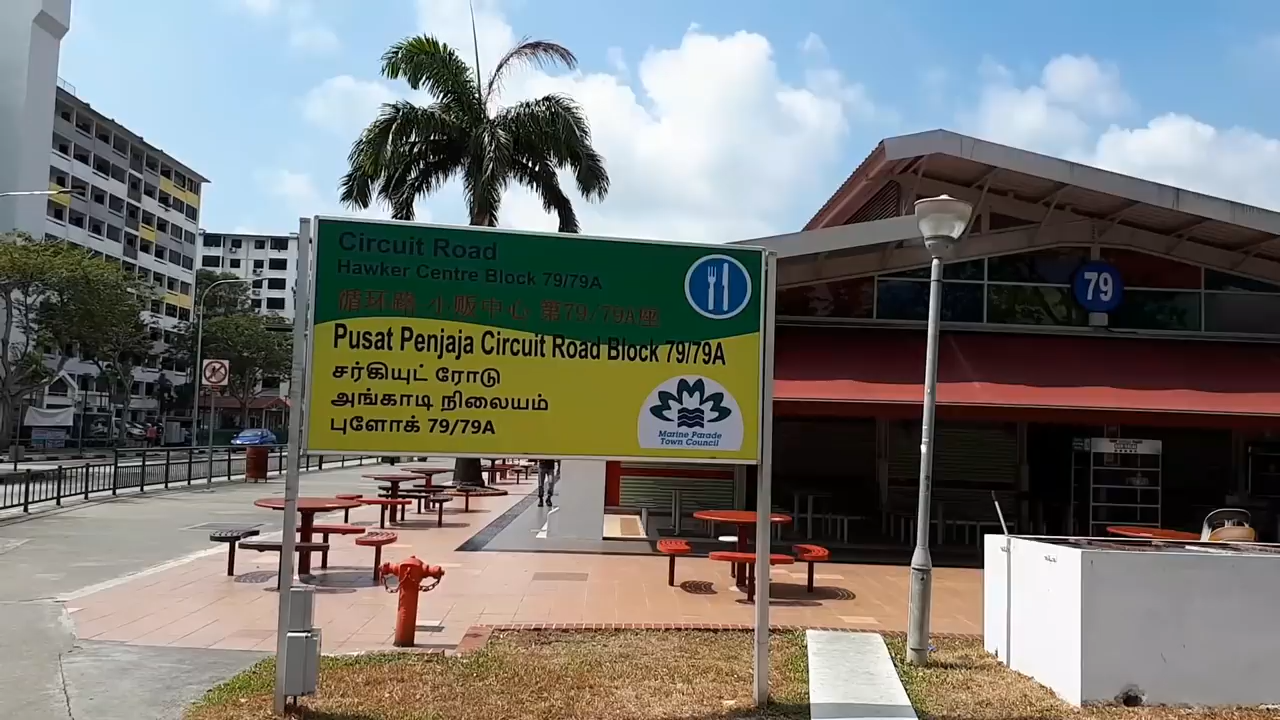 Circuit Road
Hawker Centre Block 79/79A
循环路 小贩中心 第79/79A座
Pusat Penjaja Circuit Road Block 79/79A
சர்கியுட் ரோடு
அங்காடி நிலையம்
புளோக் 79/79A
Marine Parade
Town Council
79